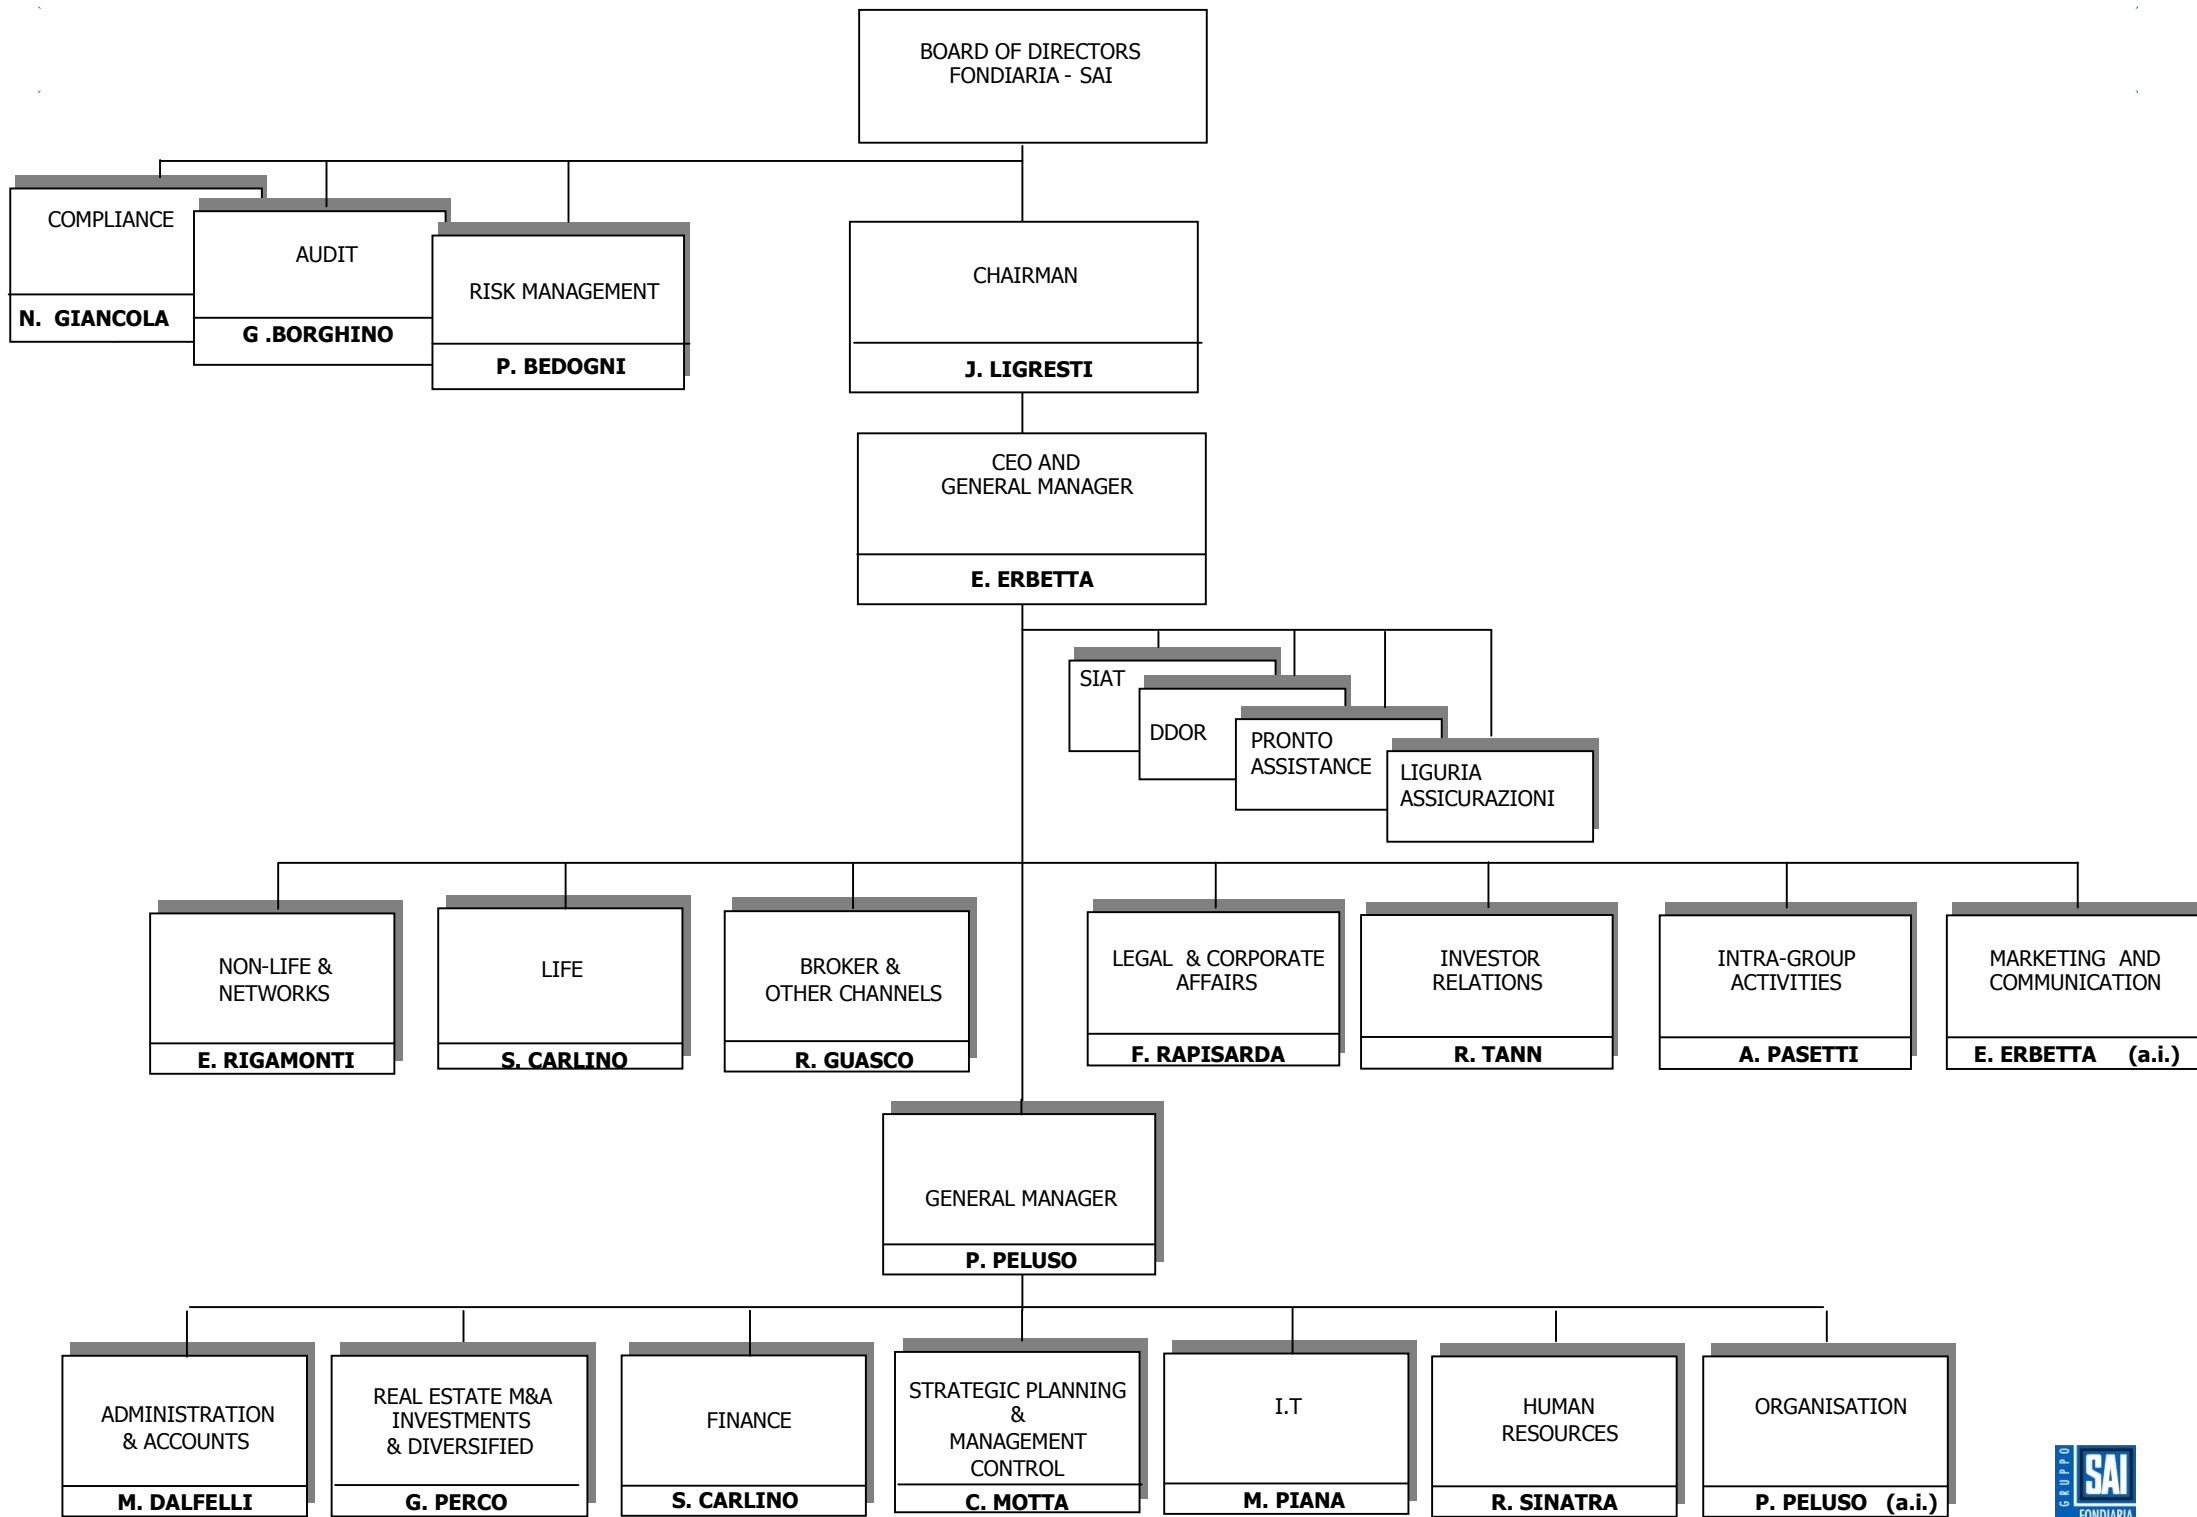 BOARD OF DIRECTORS
FONDIARIA - SAI
COMPLIANCE
N. GIANCOLA
AUDIT
G .BORGHINO
RISK MANAGEMENT
P. BEDOGNI
CHAIRMAN
J. LIGRESTI
CEO AND
GENERAL MANAGER
E. ERBETTA
SIAT
DDOR
PRONTO
ASSISTANCE
LIGURIA
ASSICURAZIONI
NON-LIFE &
NETWORKS
E. RIGAMONTI
LIFE
S. CARLINO
BROKER &
OTHER CHANNELS
R. GUASCO
LEGAL & CORPORATE
AFFAIRS
F. RAPISARDA
INVESTOR
RELATIONS
R. TANN
INTRA-GROUP
ACTIVITIES
A. PASETTI
MARKETING AND
COMMUNICATION
E. ERBETTA (a.i.)
GENERAL MANAGER
P. PELUSO
ADMINISTRATION
& ACCOUNTS
M. DALFELLI
REAL ESTATE M&A
INVESTMENTS
& DIVERSIFIED
G. PERCO
FINANCE
S. CARLINO
STRATEGIC PLANNING
&
MANAGEMENT
CONTROL
C. MOTTA
I.T
M. PIANA
HUMAN
RESOURCES
R. SINATRA
ORGANISATION
P. PELUSO (a.i.)
GRUPPO
SAI
FONDIARIA